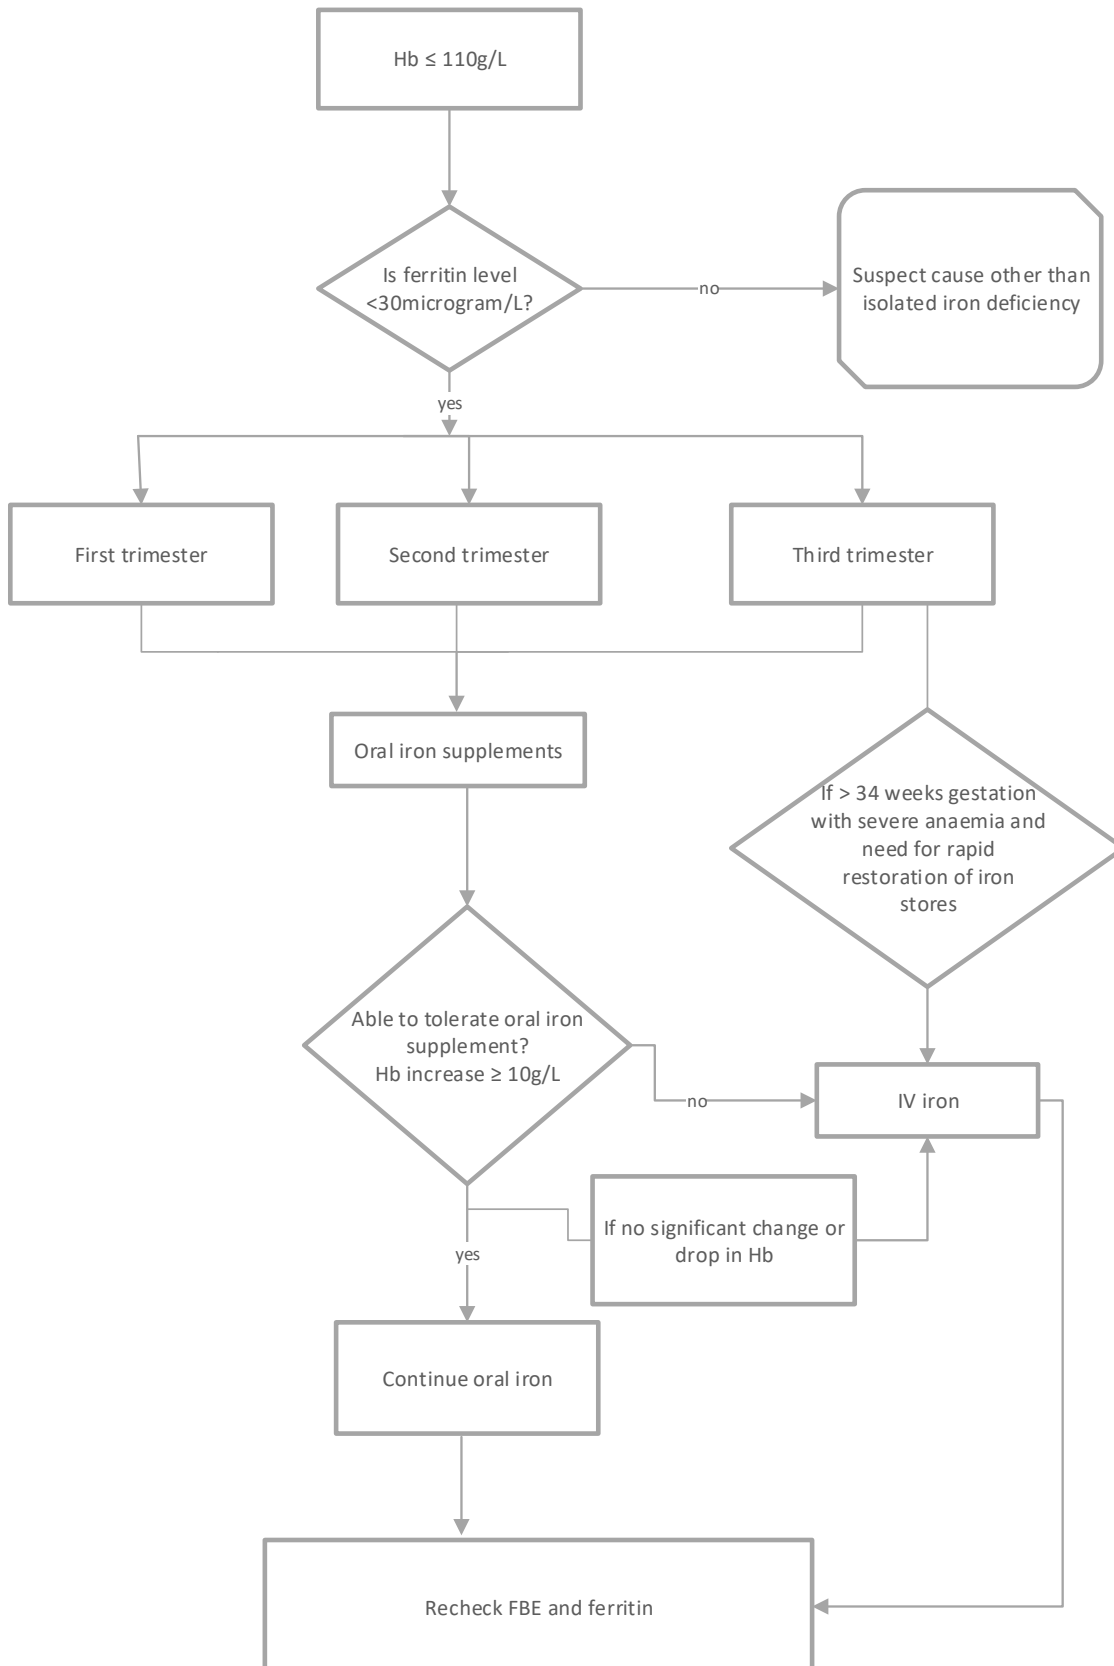 Hb ≤ 110g/L
Is ferritin level
<30microgram/L?
no
Suspect cause other than
isolated iron deficiency
yes
First trimester
Second trimester
Third trimester
Oral iron supplements
If > 34 weeks gestation
with severe anaemia and
need for rapid
restoration of iron
stores
Able to tolerate oral iron
supplement?
Hb increase ≥ 10g/L
no
IV iron
If no significant change or
drop in Hb
yes
Continue oral iron
Recheck FBE and ferritin